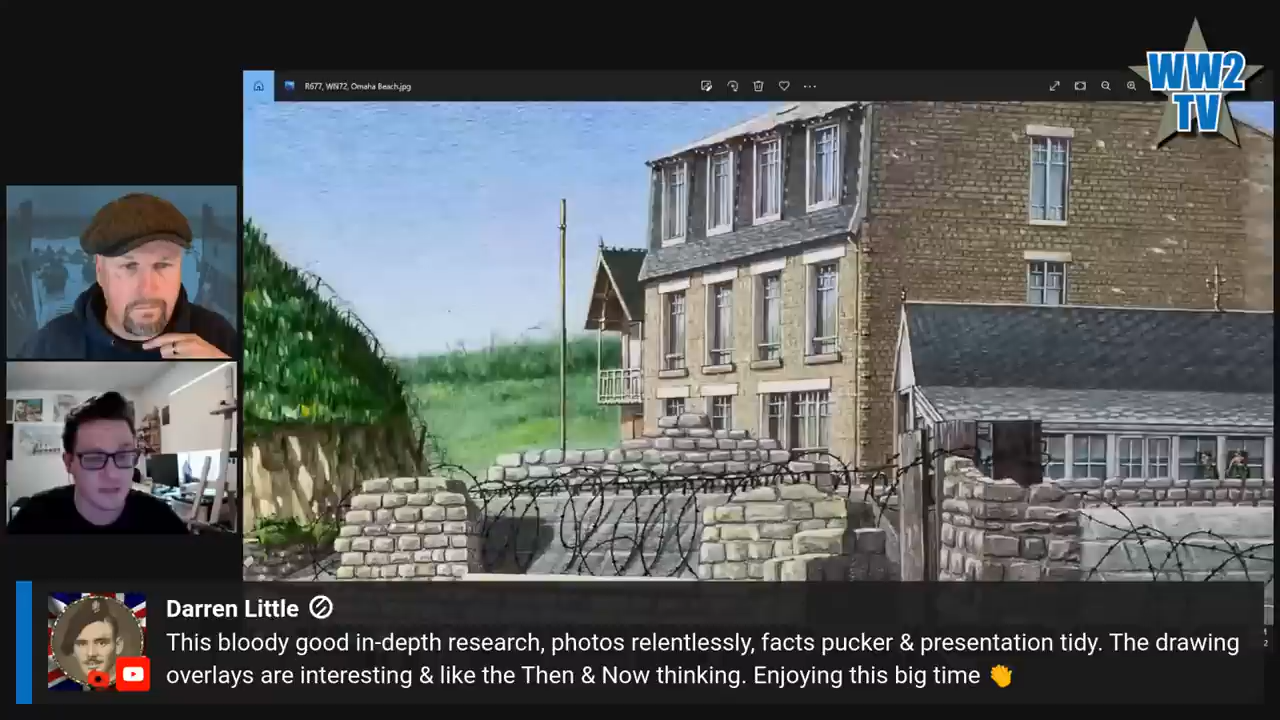 R677, WN72, Omaha Beach.jpg
WW2
TV
Darren Little
This bloody good in-depth research, photos relentlessly, facts pucker & presentation tidy. The drawing
overlays are interesting & like the Then & Now thinking. Enjoying this big time 👏